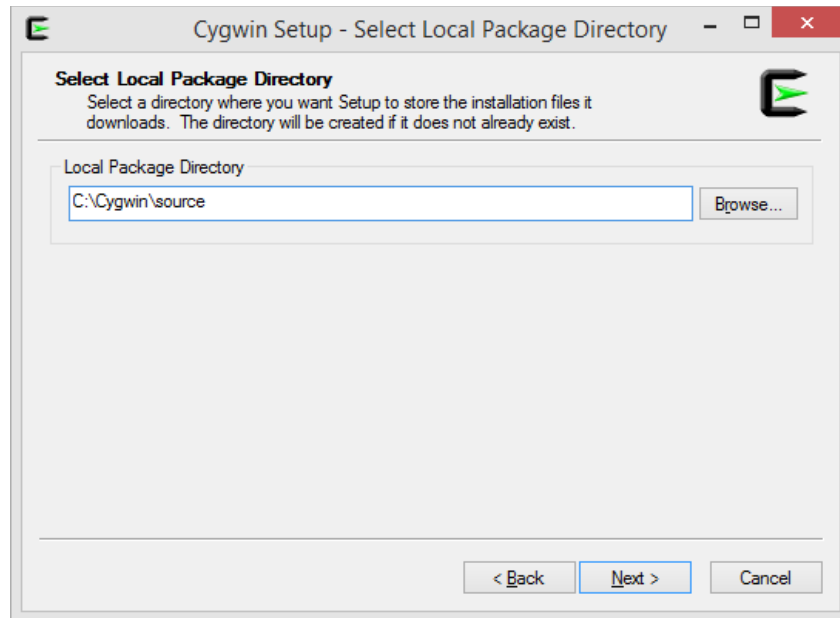 Cygwin Setup - Select Local Package Directory
Select Local Package Directory
Select a directory where you want Setup to store the installation files it
downloads.  The directory will be created if it does not already exist.
Local Package Directory
C:\Cygwin\source
Browse...
< Back
Next >
Cancel